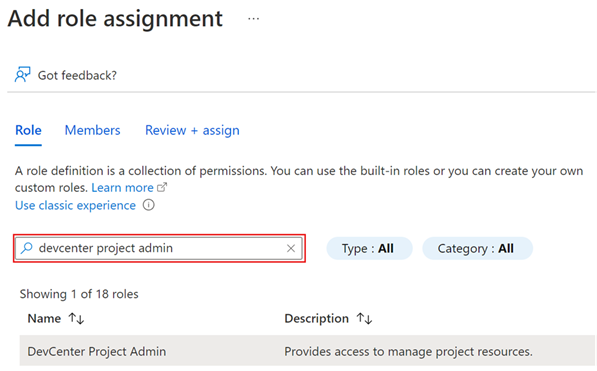 Add role assignment ...
Got feedback?
Role Members Review + assign
A role definition is a collection of permissions. You can use the built-in roles or you can create your own
custom roles. Learn more
Use classic experience
devcenter project admin Type : All Category : All
Showing 1 of 18 roles
Name ↑↓ Description ↑↓
DevCenter Project Admin Provides access to manage project resources.